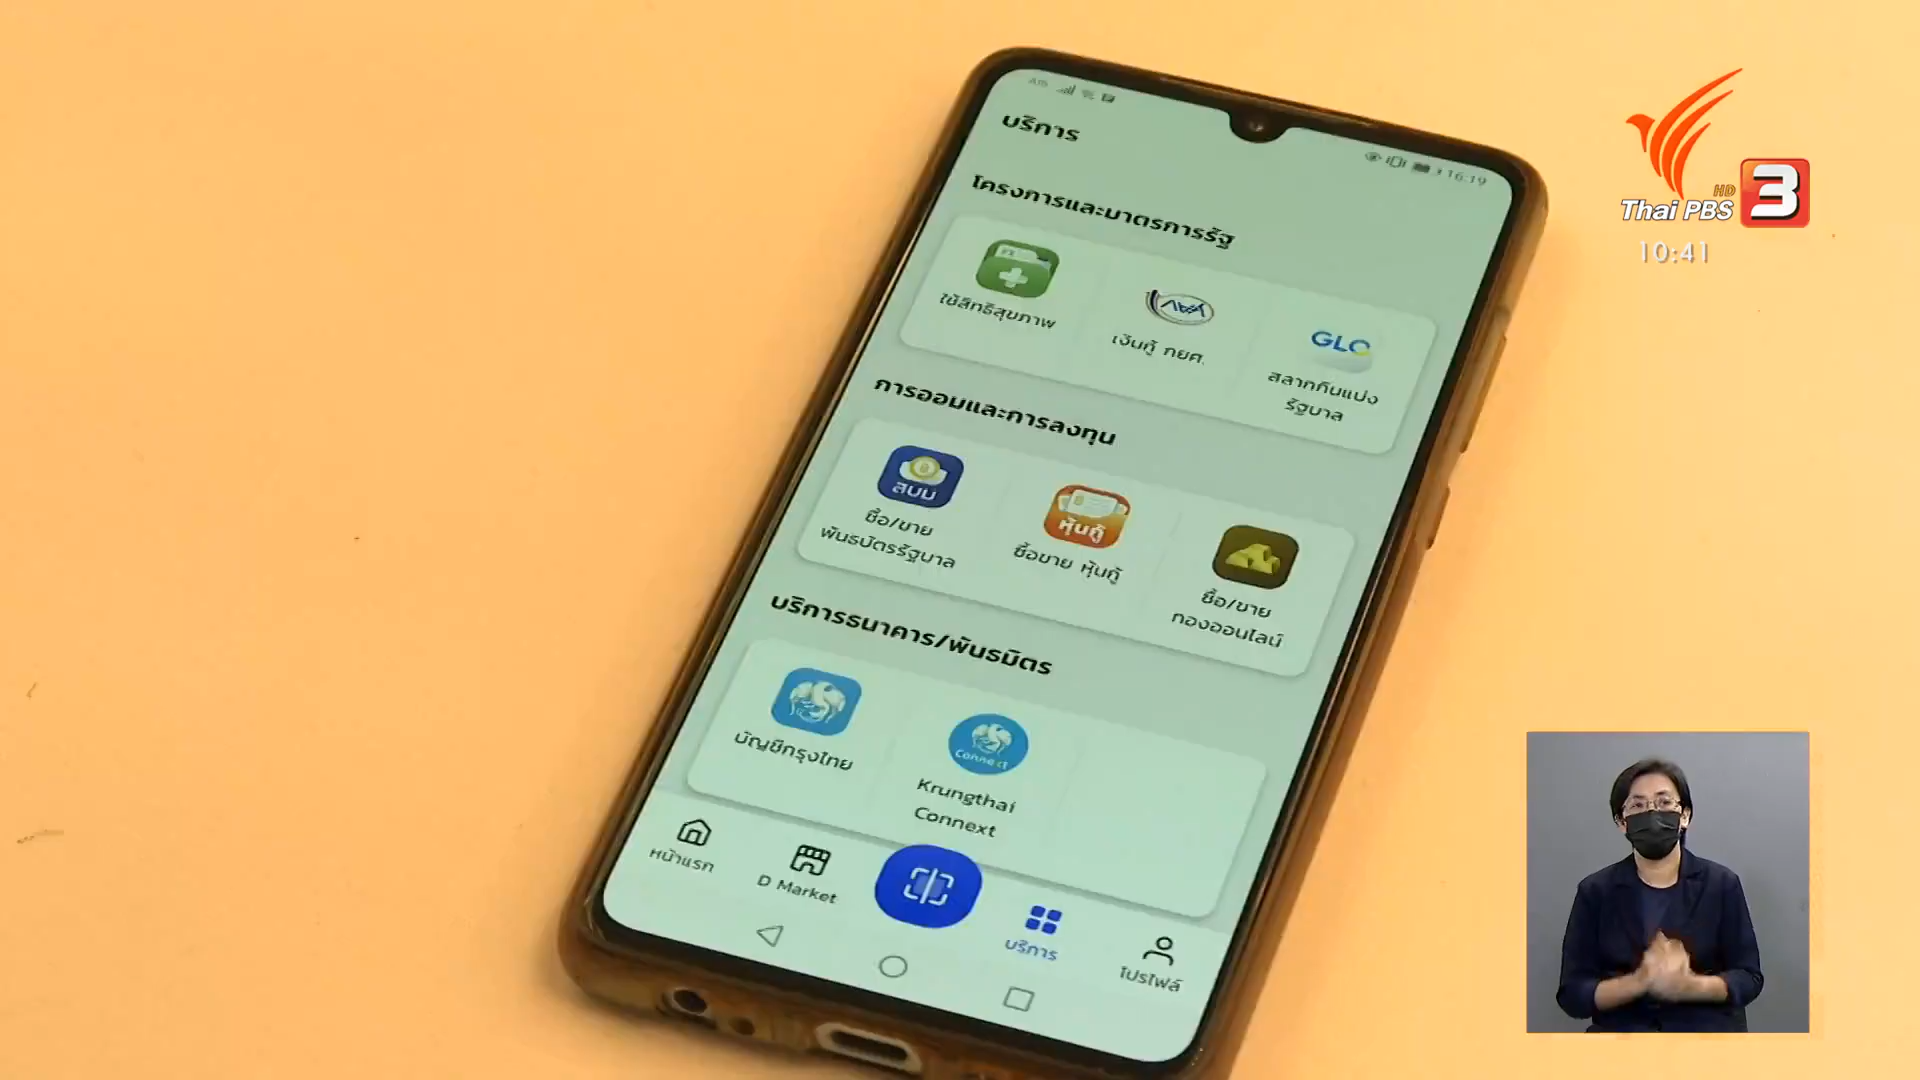 AIS
16:19
บริการ
โครงการและมาตรการรัฐ
ใช้สิทธิสุขภาพ
เงินกู้ กยศ.
GLO
สลากกินแบ่ง
รัฐบาล
การออมและการลงทุน
สบม
ซื้อ/ขาย
พันธบัตรรัฐบาล
หุ้นกู้
ซื้อขาย หุ้นกู้
ซื้อ/ขาย
ทองออนไลน์
บริการธนาคาร/พันธมิตร
บัญชีกรุงไทย
Connext
Krungthai
Connext
หน้าแรก
D Market
บริการ
โปรไฟล์
Thai PBS
HD
3
10:41